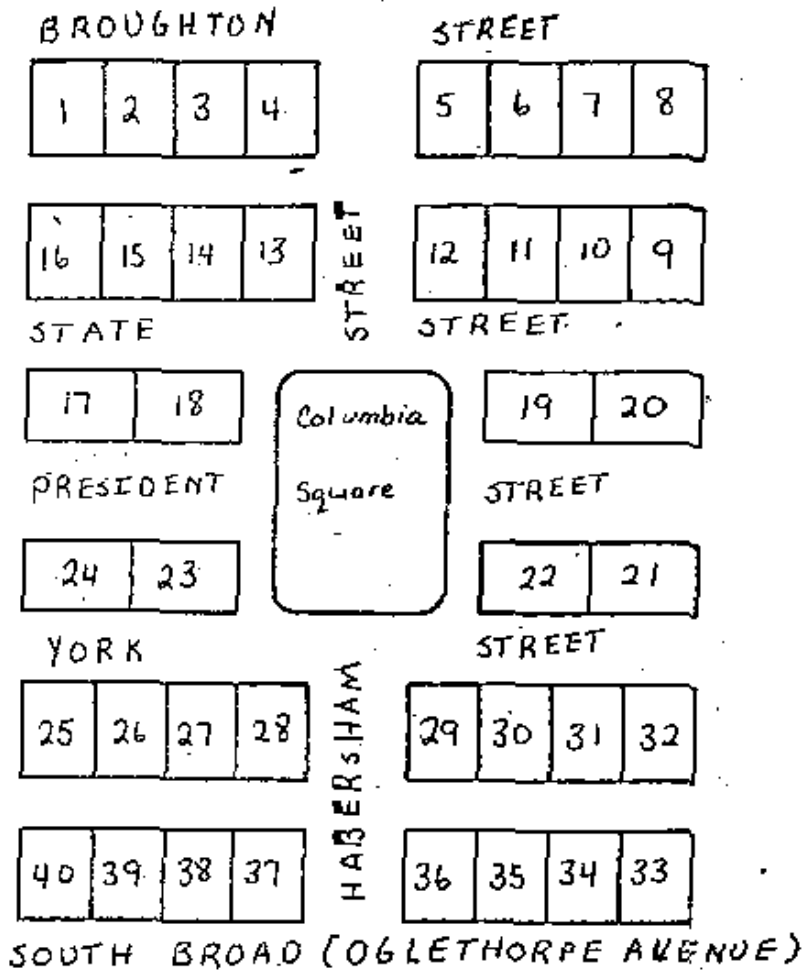 BROUGHTON STREET
1 2 3 4 5 6 7 8
16 15 14 13 12 11 10 9
STREET
STATE STREET
17 18 19 20
Columbia
Square
PRESIDENT STREET
24 23 22 21
YORK STREET
25 26 27 28 29 30 31 32
HABERSHAM
40 39 38 37 36 35 34 33
SOUTH BROAD (OGLETHORPE AVENUE)